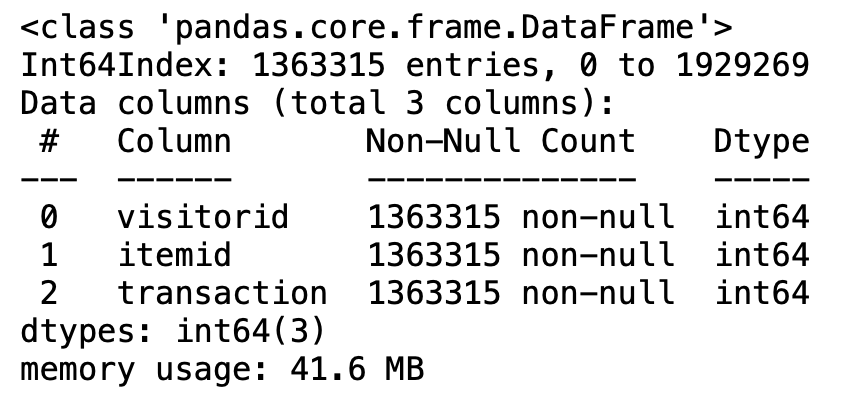 <class 'pandas.core.frame.DataFrame'>
Int64Index: 1363315 entries, 0 to 1929269
Data columns (total 3 columns):
 #   Column       Non-Null Count    Dtype
---  ------       --------------    -----
 0   visitorid    1363315 non-null  int64
 1   itemid       1363315 non-null  int64
 2   transaction  1363315 non-null  int64
dtypes: int64(3)
memory usage: 41.6 MB